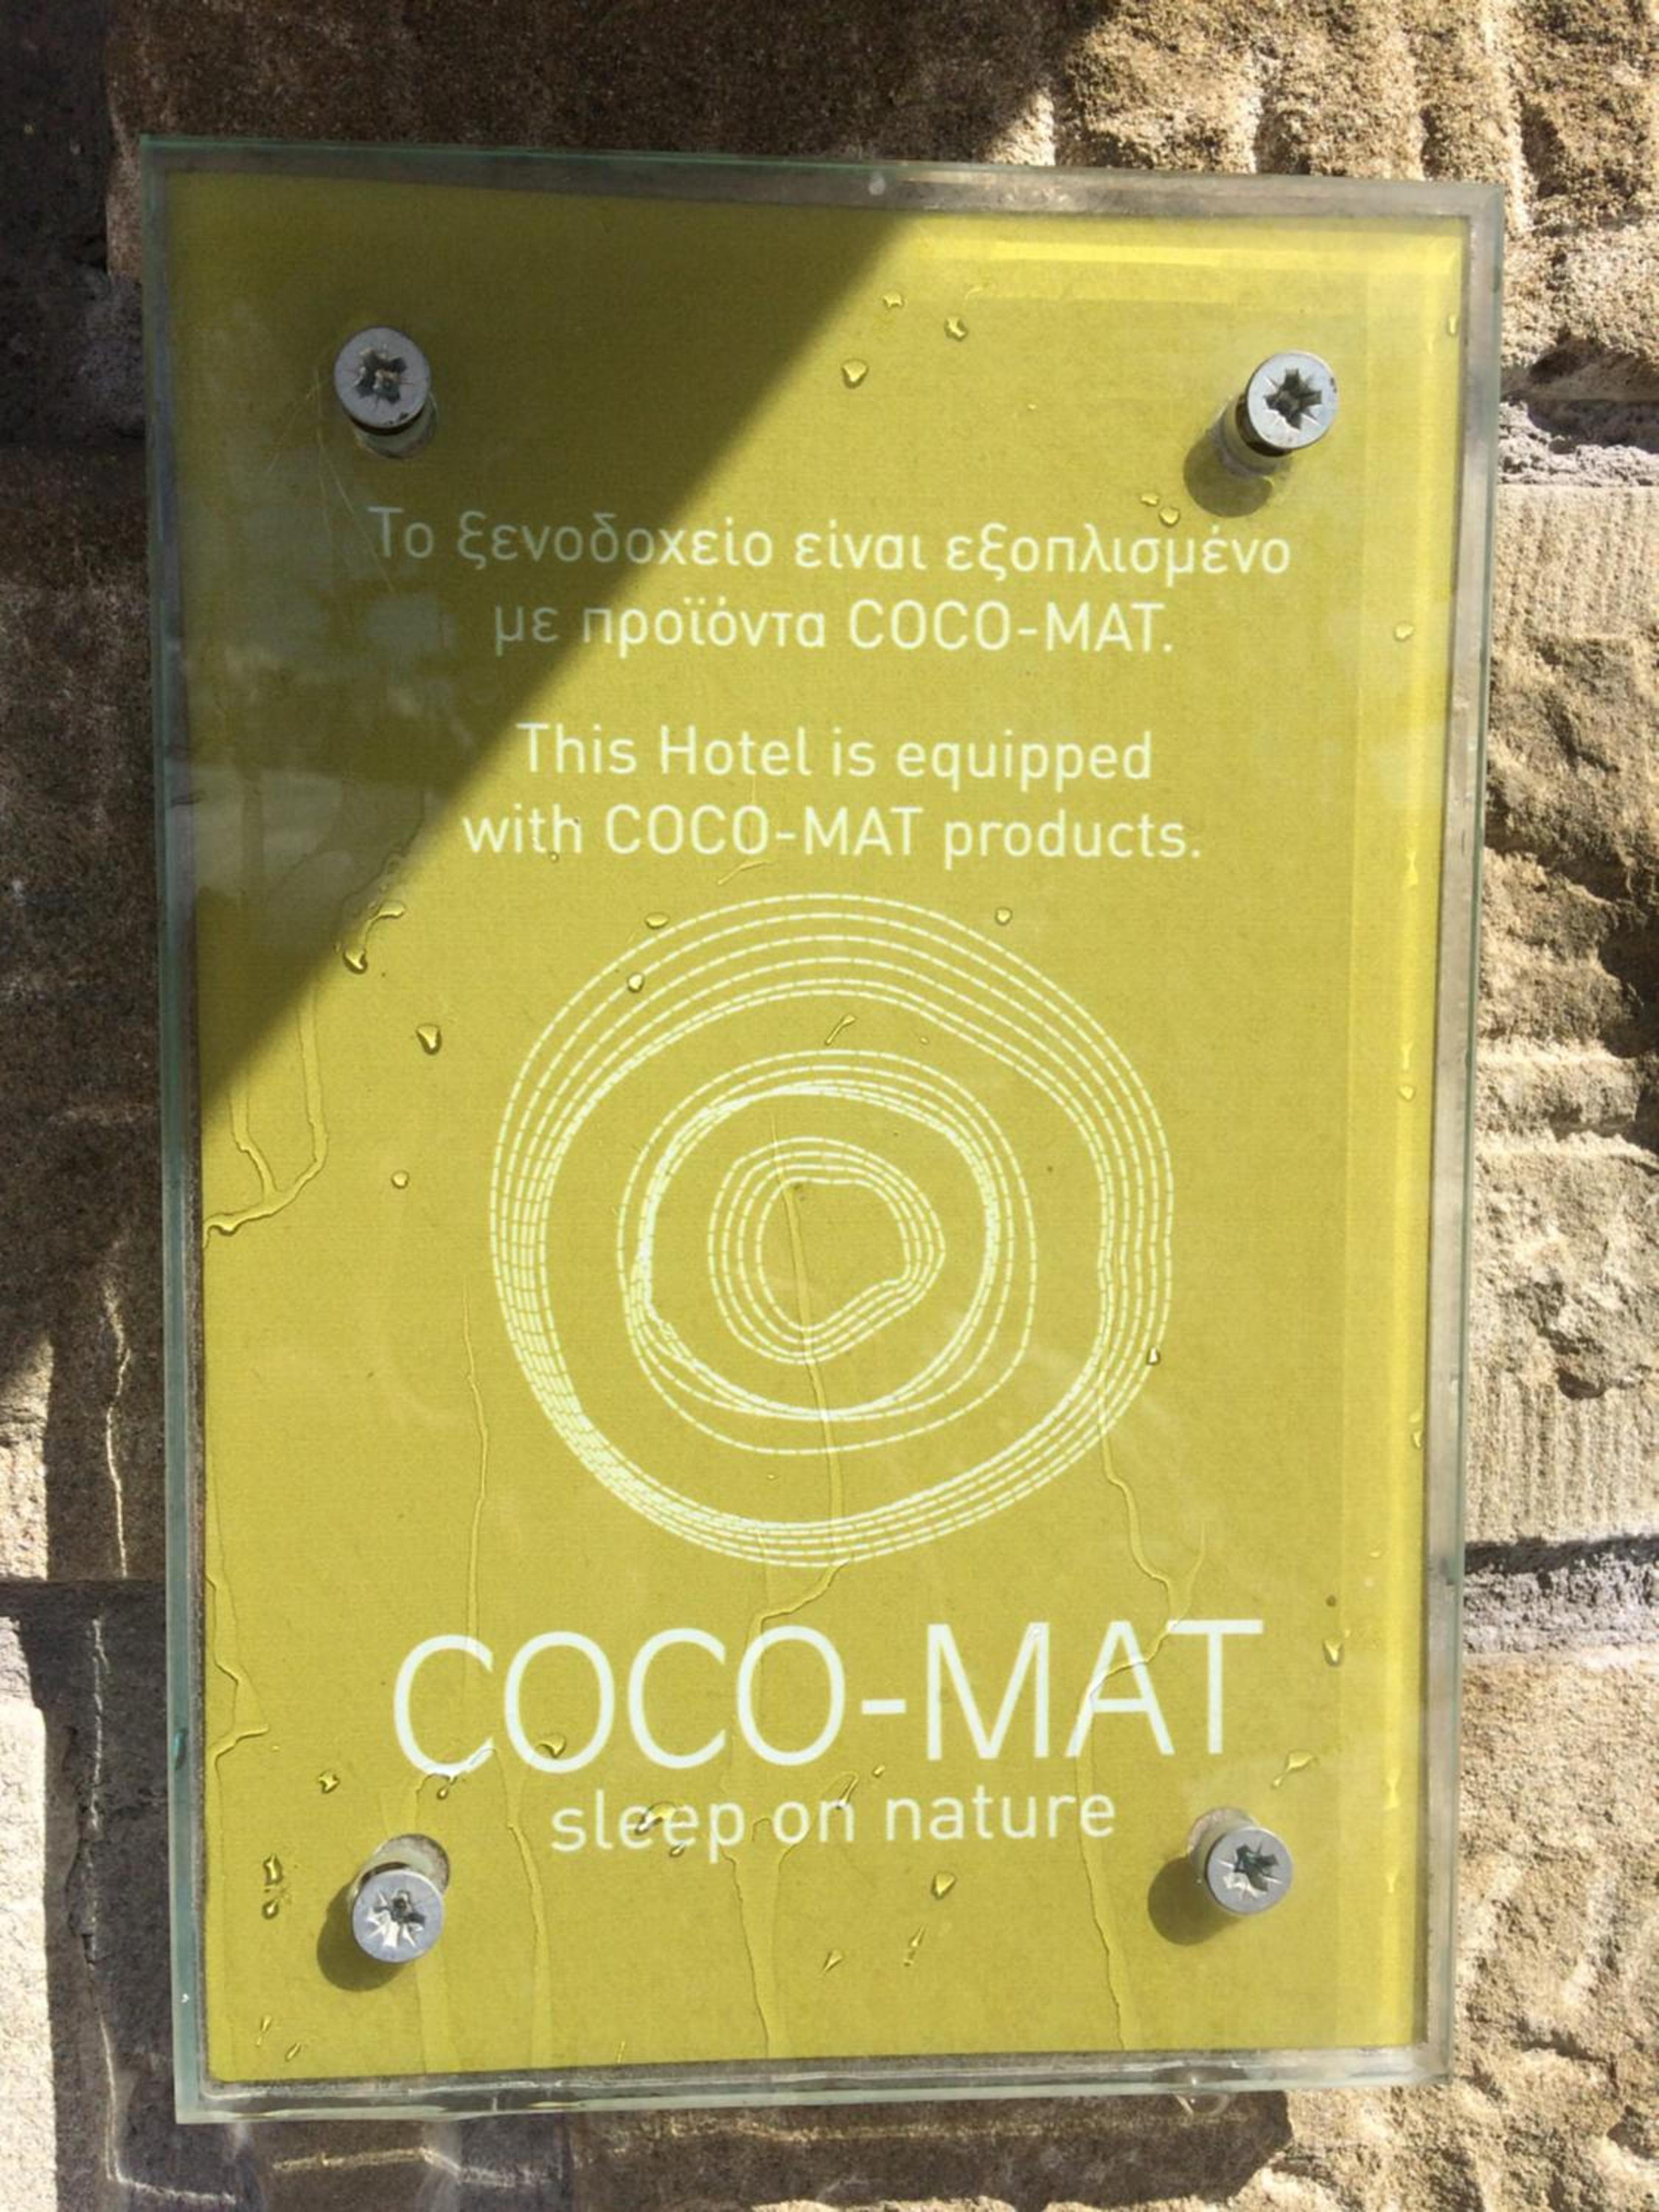 Το ξενοδοχείο είναι εξοπλισμένο
με προϊόντα COCO-MAT.
This Hotel is equipped
with COCO-MAT products.
COCO-MAT
sleep on nature